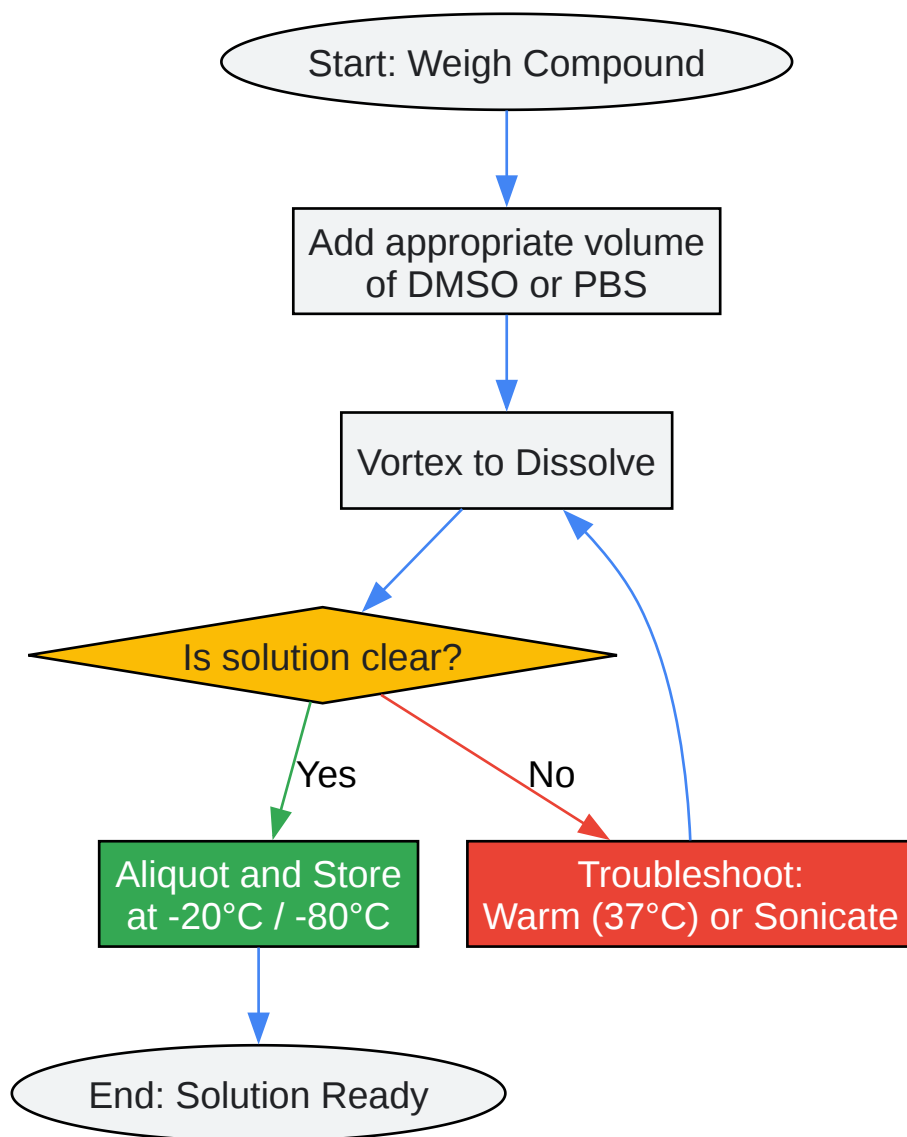 Start: Weigh Compound
Add appropriate volume
of DMSO or PBS
Vortex to Dissolve
Is solution clear?
Yes
No
Aliquot and Store
at -20°C / -80°C
Troubleshoot:
Warm (37°C) or Sonicate
End: Solution Ready